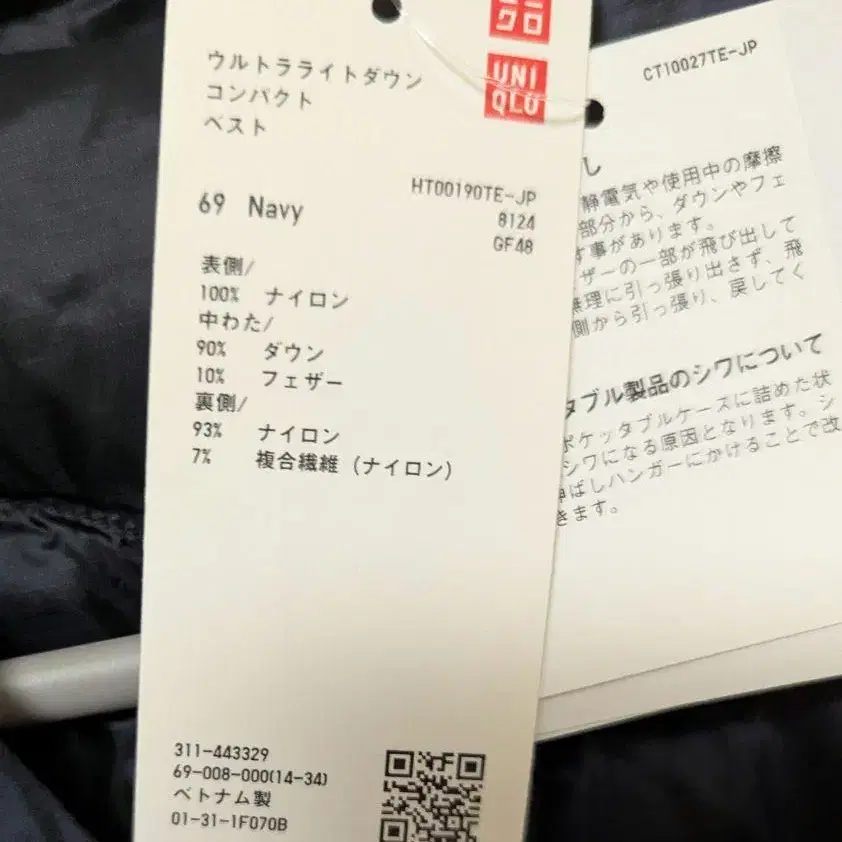 クロ
UNI
QLO
ウルトラライトダウン
コンパクト
ベスト
HT00190TE-JP
69 Navy
8124
GF48
表側/
100% ナイロン
中わた/
90% ダウン
10% フェザー
裏側/
93% ナイロン
7% 複合繊維 (ナイロン)
311-443329
69-008-000(14-34)
ベトナム製
01-31-1F070B
CT10027TE-JP
し
静電気や使用中の摩擦
部分から、ダウンやフェ
す事があります。
ザーの一部が飛び出して
無理に引っ張り出さず、飛
側から引っ張り、戻してく
タブル製品のシワについて
ポケッタブルケースに詰めた状
シワになる原因となります。シ
伸ばしハンガーにかけることで改
きます。